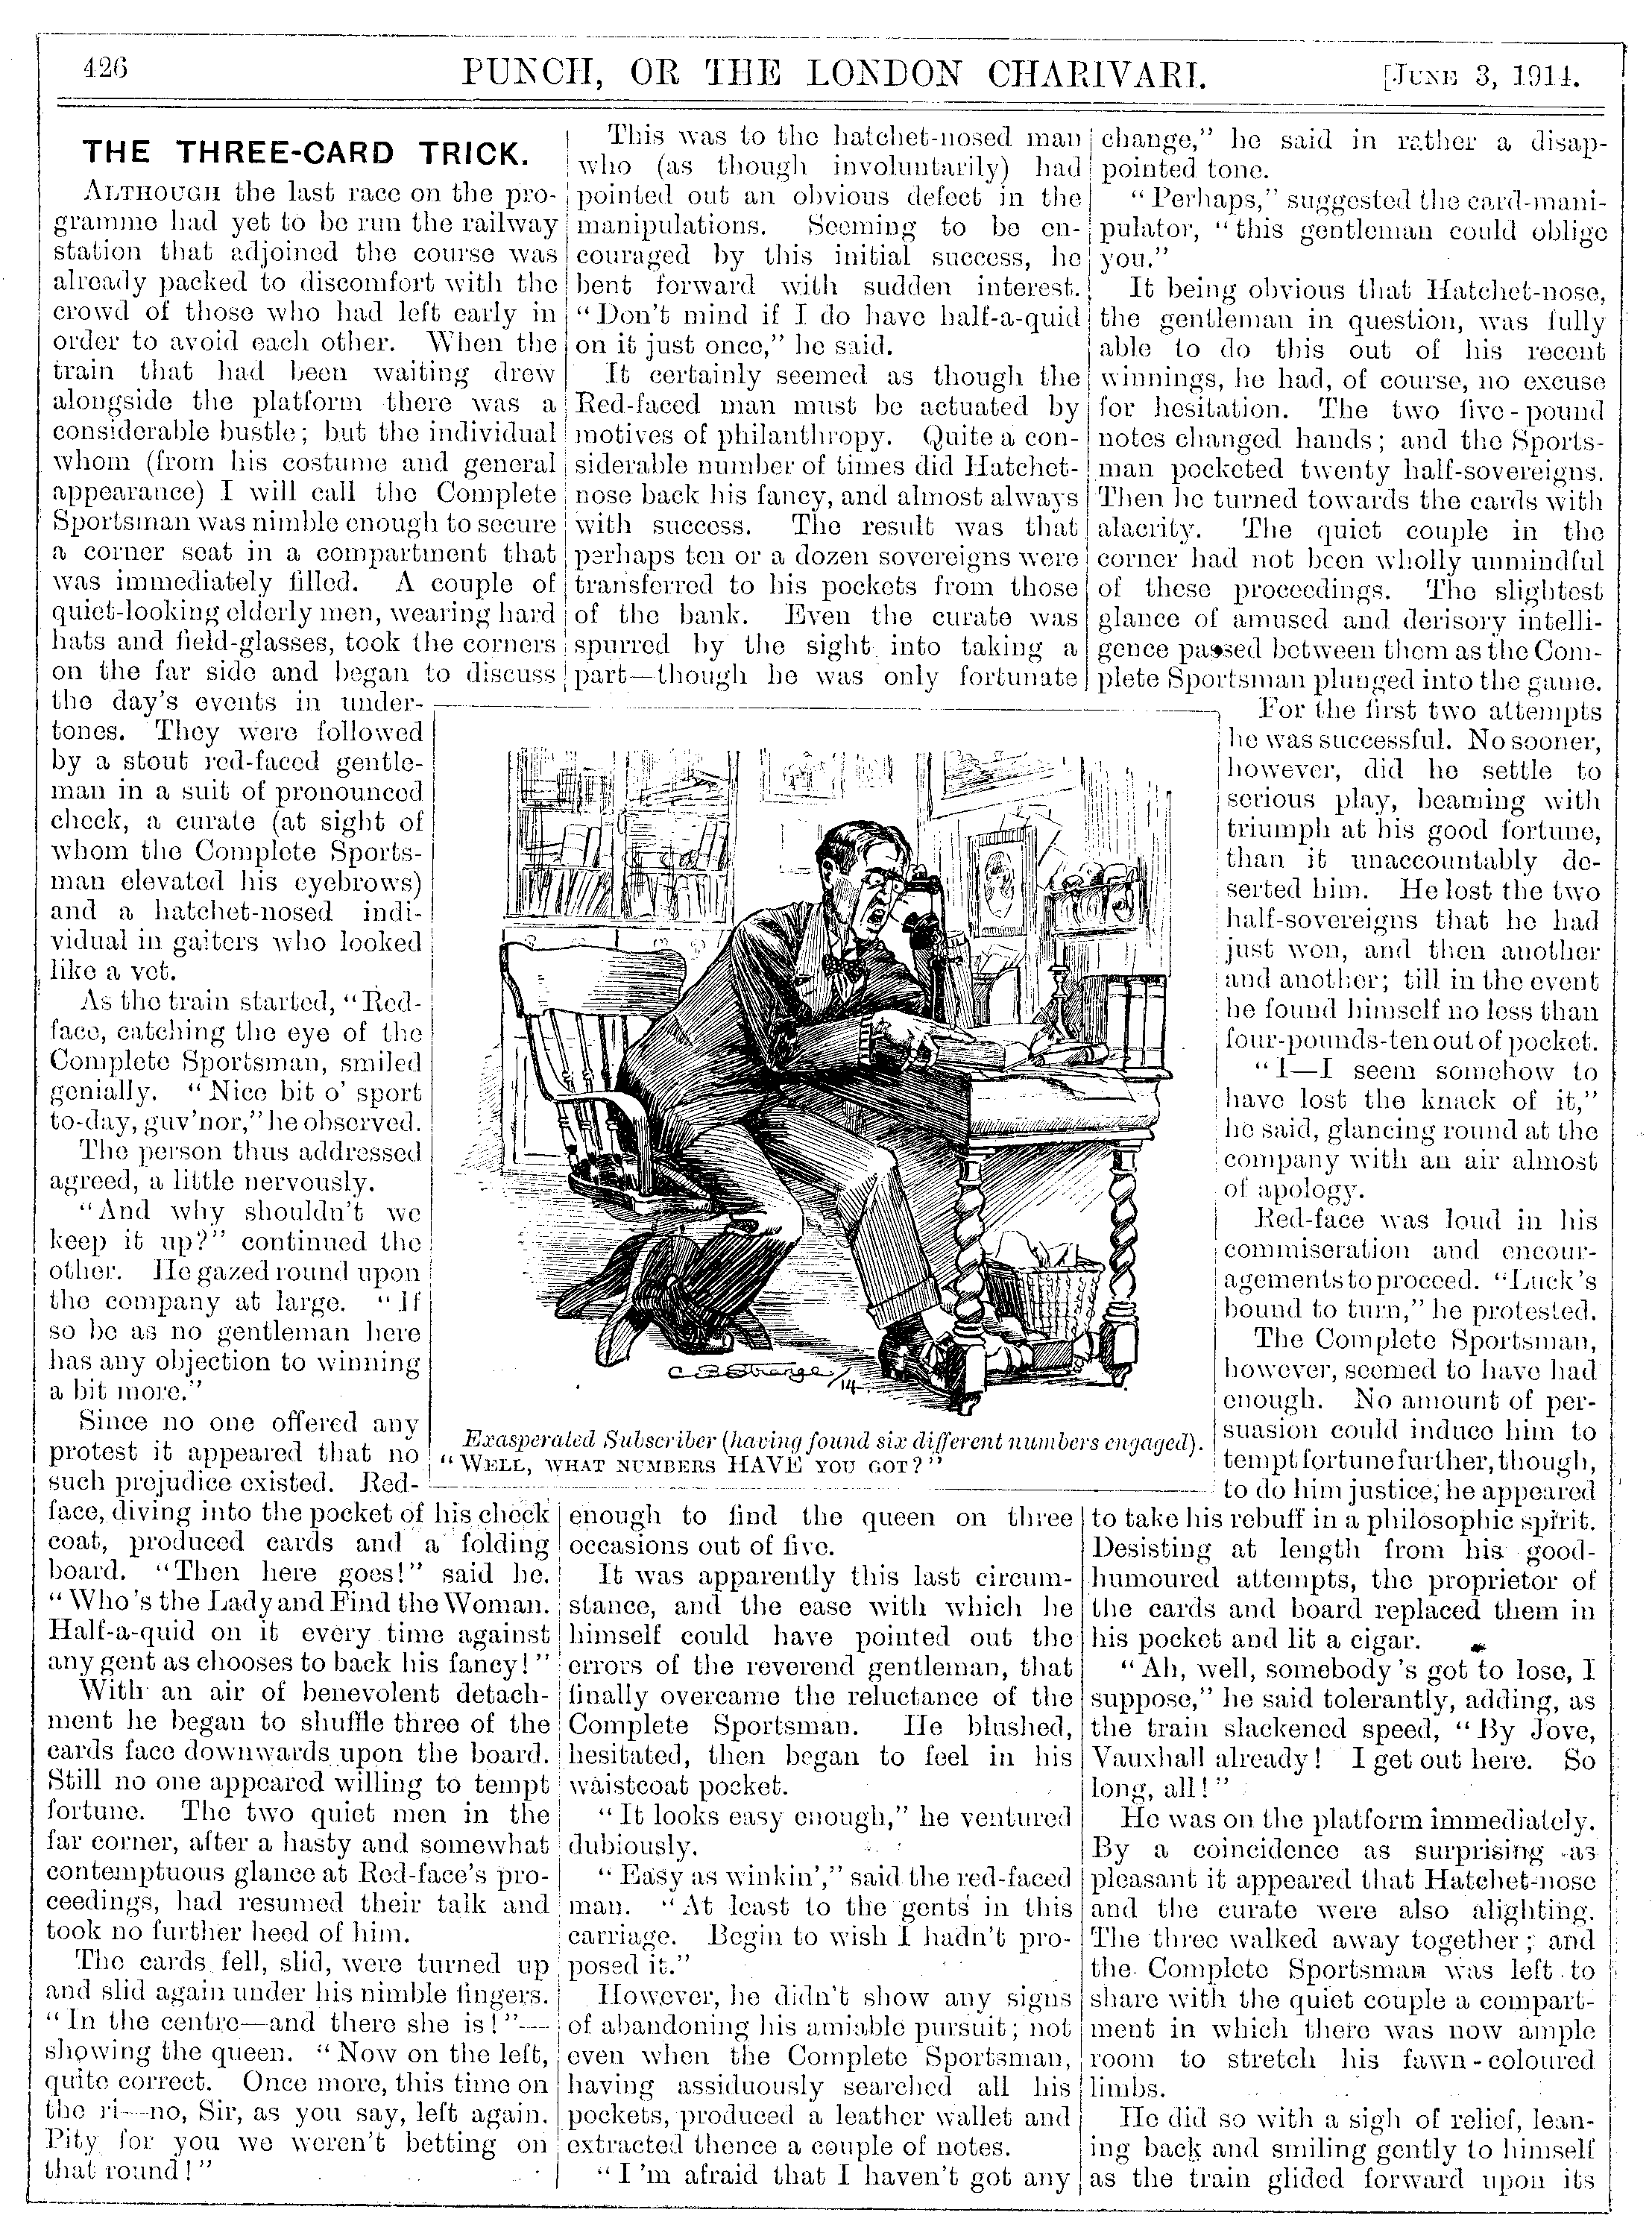 426
PUNCH, OR THE LONDON CHARIVARI.
[JUNE 3, 1914.
THE THREE-CARD TRICK.
ALTHOUGH the last race on the pro-
gramme had yet to be run the railway
station that adjoined the course was
already packed to discomfort with the
crowd of those who had left early in
order to avoid each other. When the
train that had been waiting drew
alongside the platform there was a
considerable bustle; but the individual
whom (from his costume and general
appearance) I will call the Complete
Sportsman was nimble enough to secure
a corner seat in a compartment that
was immediately filled. A couple of
quiet-looking elderly men, wearing hard
hats and field-glasses, took the corners
on the far side and began to discuss
the day's events in under-
tones. They were followed
by a stout red-faced gentle-
man in a suit of pronounced
check, a curate (at sight of
whom the Complete Sports-
man elevated his eyebrows)
and a hatchet-nosed indi-
vidual in gaiters who looked
like a vet.
As the train started, "Red-
face, catching the eye of the
Complete Sportsman, smiled
genially. "Nice bit o' sport
to-day, guv'nor," he observed.
The person thus addressed
agreed, a little nervously.
"And why shouldn't we
keep it up?" continued the
other. He gazed round upon
the company at large. "If
so be as no gentleman here
has any objection to winning
a bit more."
Since no one offered any
protest it appeared that no
such prejudice existed. Red-
face, diving into the pocket of his check
coat, produced cards and a folding
board. "Then here goes!" said he.
"Who's the Lady and Find the Woman.
Half-a-quid on it every time against
any gent as chooses to back his fancy!"
With an air of benevolent detach-
ment he began to shuffle three of the
cards face downwards upon the board.
Still no one appeared willing to tempt
fortune. The two quiet men in the
far corner, after a hasty and somewhat
contemptuous glance at Red-face's pro-
ceedings, had resumed their talk and
took no further heed of him.
The cards fell, slid, were turned up
and slid again under his nimble fingers.
"In the centre—and there she is!"—
showing the queen. "Now on the left,
quite correct. Once more, this time on
the ri—no, Sir, as you say, left again.
Pity for you we weren't betting on
that round!"
This was to the hatchet-nosed man
who (as though involuntarily) had
pointed out an obvious defect in the
manipulations. Seeming to be en-
couraged by this initial success, he
bent forward with sudden interest.
"Don't mind if I do have half-a-quid
on it just once," he said.
It certainly seemed as though the
Red-faced man must be actuated by
motives of philanthropy. Quite a con-
siderable number of times did Hatchet-
nose back his fancy, and almost always
with success. The result was that
perhaps ten or a dozen sovereigns were
transferred to his pockets from those
of the bank. Even the curate was
spurred by the sight into taking a
part—though he was only fortunate
Exasperated Subscriber (having found six different numbers engaged).
"WELL, WHAT NUMBERS HAVE YOU GOT?"
enough to find the queen on three
occasions out of five.
It was apparently this last circum-
stance, and the ease with which he
himself could have pointed out the
errors of the reverend gentleman, that
finally overcame the reluctance of the
Complete Sportsman. He blushed,
hesitated, then began to feel in his
waistcoat pocket.
"It looks easy enough," he ventured
dubiously.
"Easy as winkin'," said the red-faced
man. "At least to the gents in this
carriage. Begin to wish I hadn't pro-
posed it."
However, he didn't show any signs
of abandoning his amiable pursuit; not
even when the Complete Sportsman,
having assiduously searched all his
pockets, produced a leather wallet and
extracted thence a couple of notes.
"I'm afraid that I haven't got any
change," he said in rather a disap-
pointed tone.
"Perhaps," suggested the card-mani-
pulator, "this gentleman could oblige
you."
It being obvious that Hatchet-nose,
the gentleman in question, was fully
able to do this out of his recent
winnings, he had, of course, no excuse
for hesitation. The two five-pound
notes changed hands; and the Sports-
man pocketed twenty half-sovereigns.
Then he turned towards the cards with
alacrity. The quiet couple in the
corner had not been wholly unmindful
of these proceedings. The slightest
glance of amused and derisory intelli-
gence passed between them as the Com-
plete Sportsman plunged into the game.
For the first two attempts
he was successful. No sooner,
however, did he settle to
serious play, beaming with
triumph at his good fortune,
than it unaccountably de-
serted him. He lost the two
half-sovereigns that he had
just won, and then another
and another; till in the event
he found himself no less than
four-pounds-ten out of pocket.
"I—I seem somehow to
have lost the knack of it,"
he said, glancing round at the
company with an air almost
of apology.
Red-face was loud in his
commiseration and encour-
agements to proceed. "Luck's
bound to turn," he protested.
The Complete Sportsman,
however, seemed to have had
enough. No amount of per-
suasion could induce him to
tempt fortune further, though,
to do him justice, he appeared
to take his rebuff in a philosophic spirit.
Desisting at length from his good-
humoured attempts, the proprietor of
the cards and board replaced them in
his pocket and lit a cigar.
"Ah, well, somebody's got to lose, I
suppose," he said tolerantly, adding, as
the train slackened speed, "By Jove,
Vauxhall already! I get out here. So
long, all!"
He was on the platform immediately.
By a coincidence as surprising as
pleasant it appeared that Hatchet-nose
and the curate were also alighting.
The three walked away together; and
the Complete Sportsman was left to
share with the quiet couple a compart-
ment in which there was now ample
room to stretch his fawn-coloured
limbs.
He did so with a sigh of relief, lean-
ing back and smiling gently to himself
as the train glided forward upon its